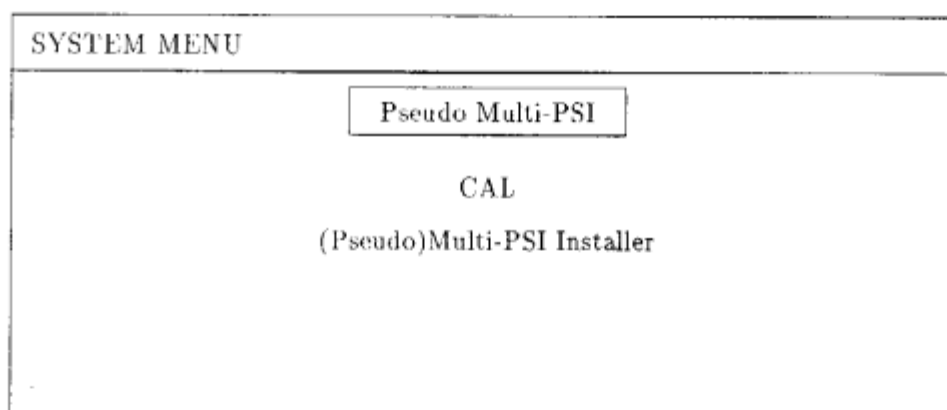 SYSTEM MENU
Pseudo Multi-PSI
CAL
(Pseudo)Multi-PSI Installer